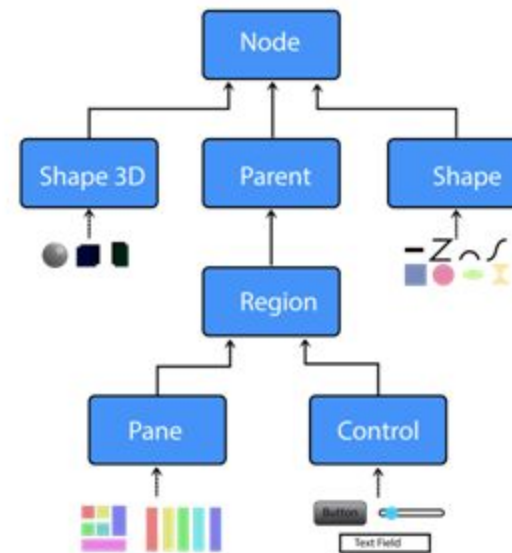 Node
Shape 3D
Parent
Shape
Region
Pane
Control
Button
Text Field